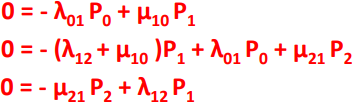 0 = - λ₀₁ P₀ + μ₁₀ P₁
0 = - (λ₁₂ + μ₁₀ )P₁ + λ₀₁ P₀ + μ₂₁ P₂
0 = - μ₂₁ P₂ + λ₁₂ P₁